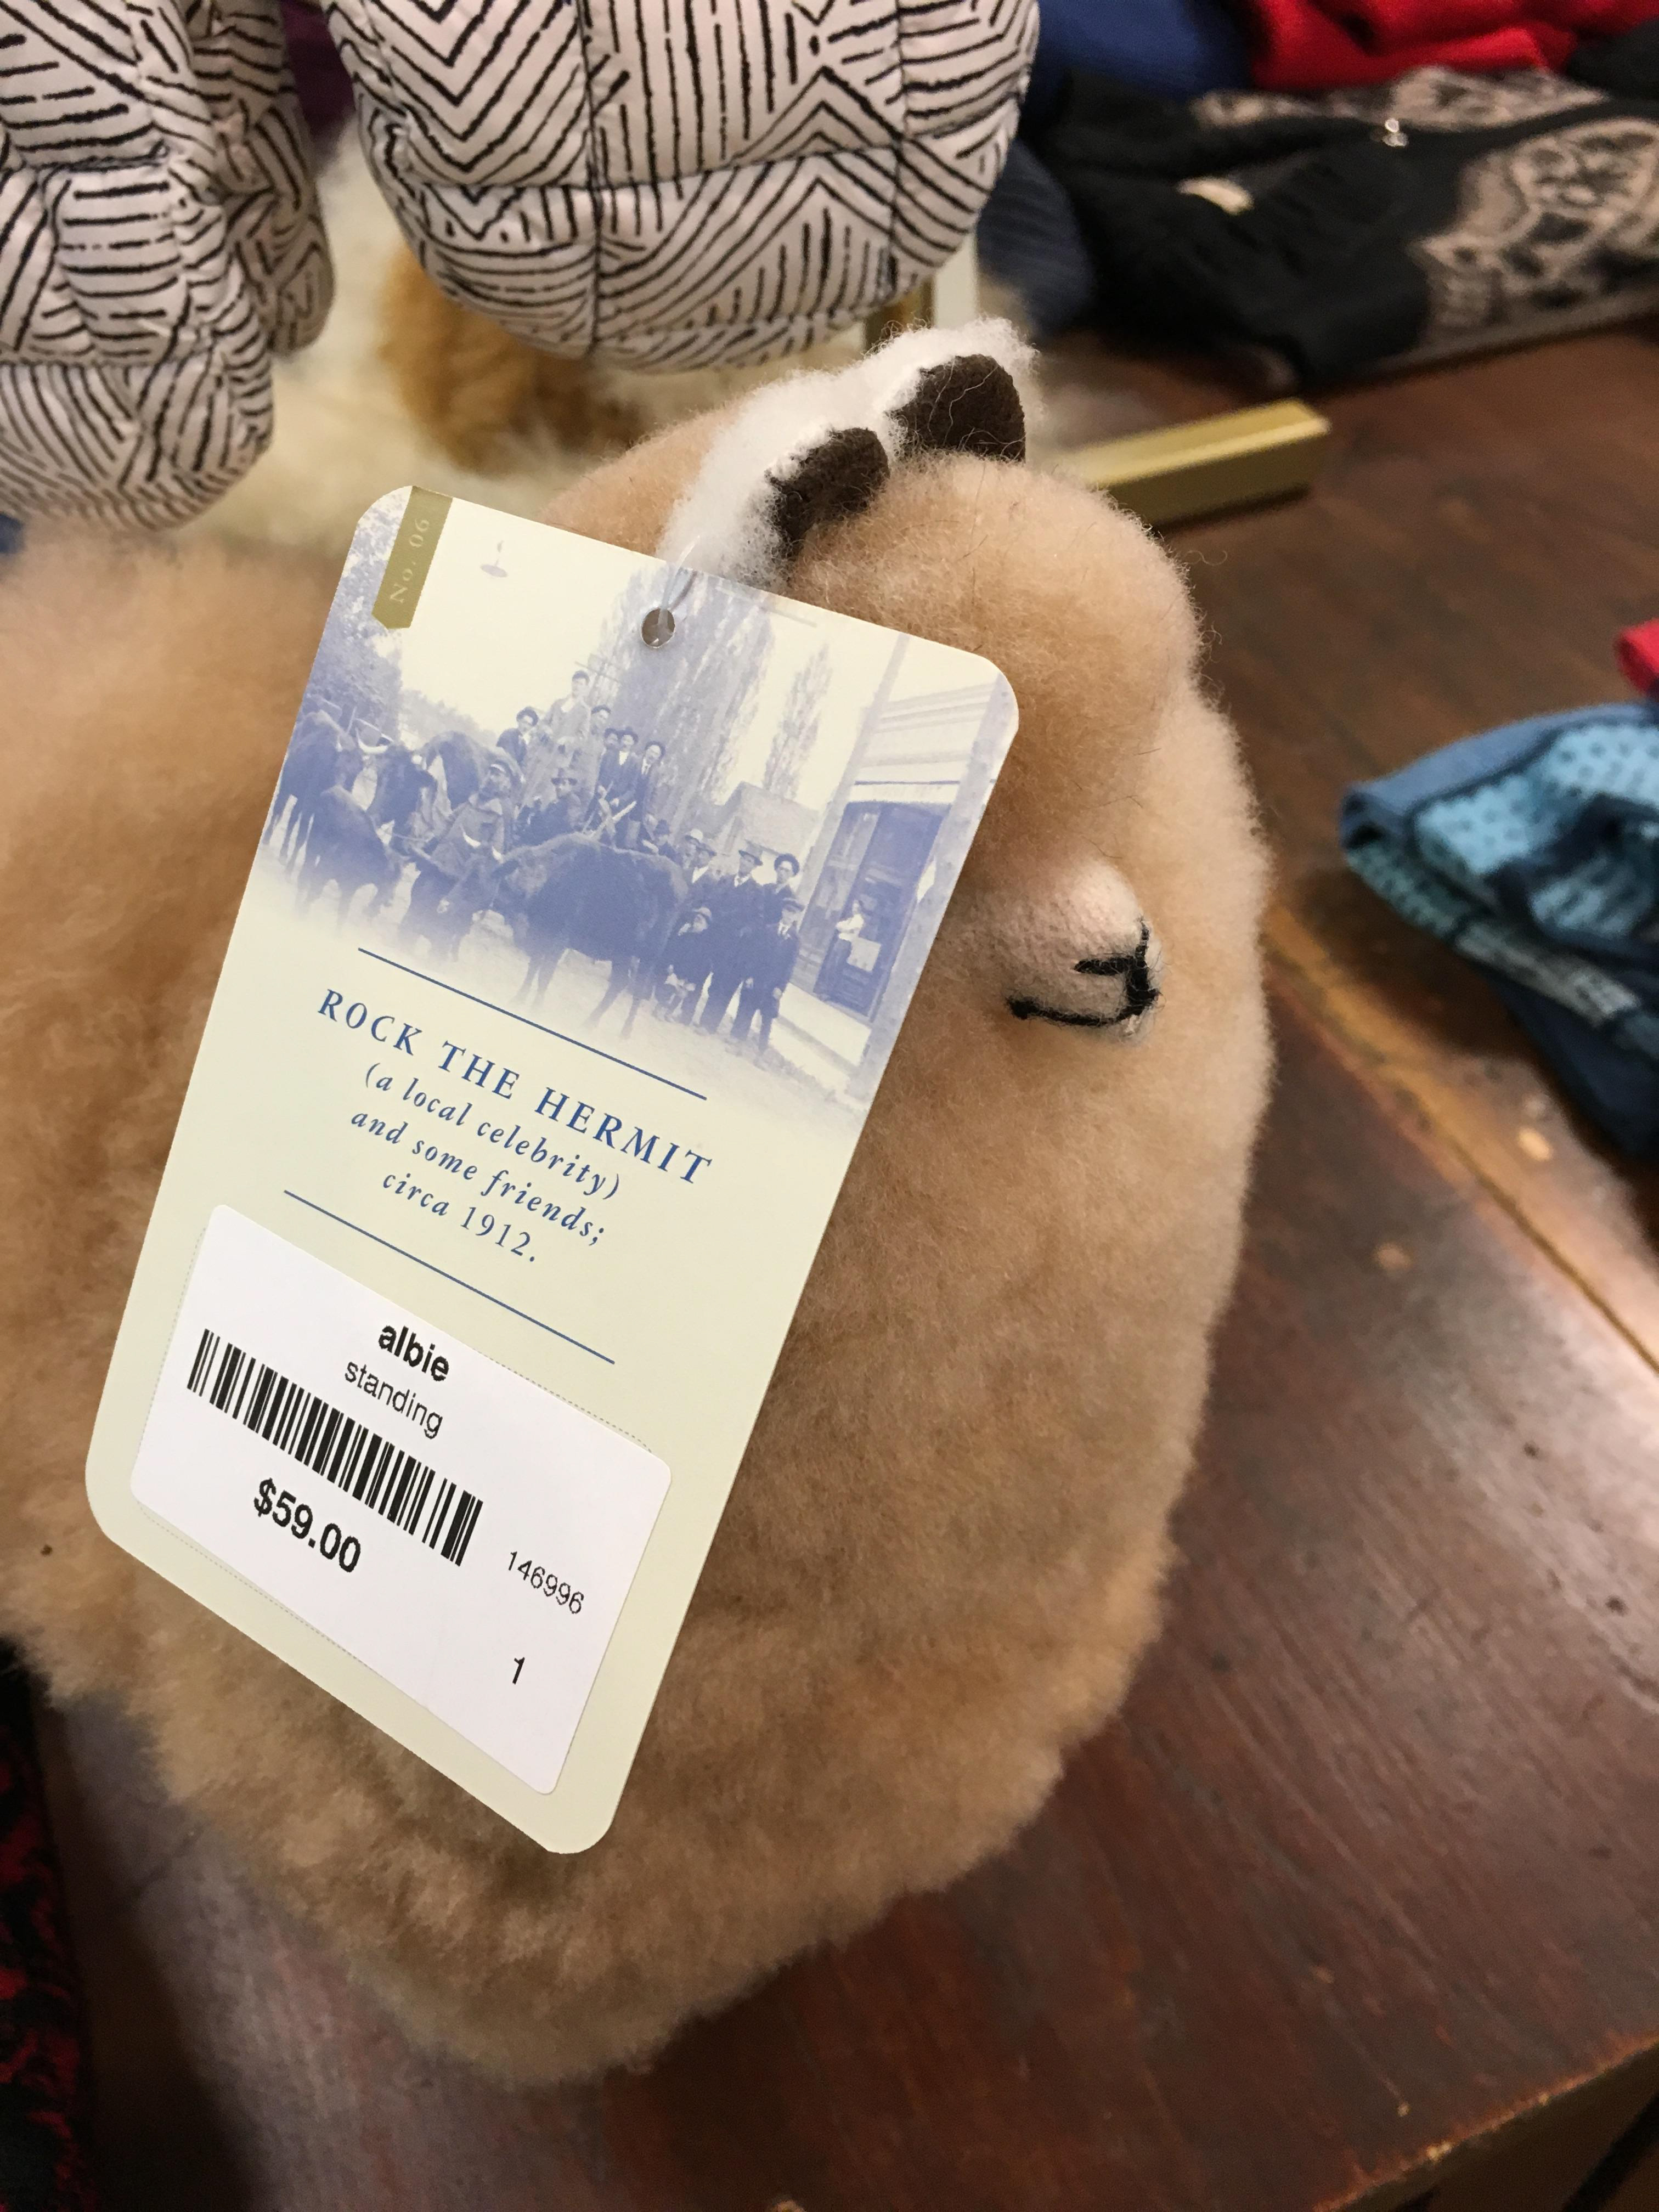 No. 06
ROCK THE HERMIT
(a local celebrity)
and some friends;
circa 1912.
albie
standing
$59.00
146996
1